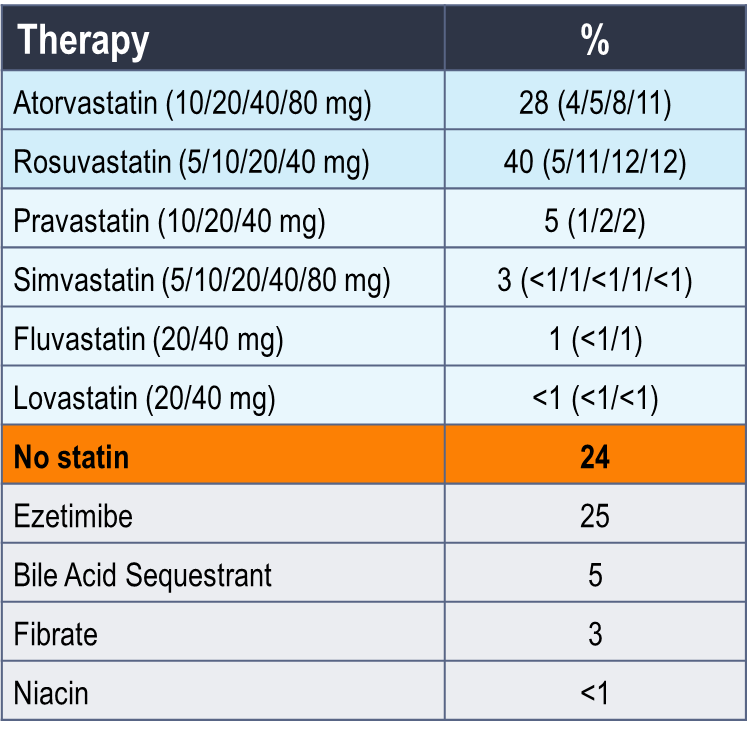 Therapy %
Atorvastatin (10/20/40/80 mg) 28 (4/5/8/11)
Rosuvastatin (5/10/20/40 mg) 40 (5/11/12/12)
Pravastatin (10/20/40 mg) 5 (1/2/2)
Simvastatin (5/10/20/40/80 mg) 3 (<1/1/<1/1/<1)
Fluvastatin (20/40 mg) 1 (<1/1)
Lovastatin (20/40 mg) <1 (<1/<1)
No statin 24
Ezetimibe 25
Bile Acid Sequestrant 5
Fibrate 3
Niacin <1